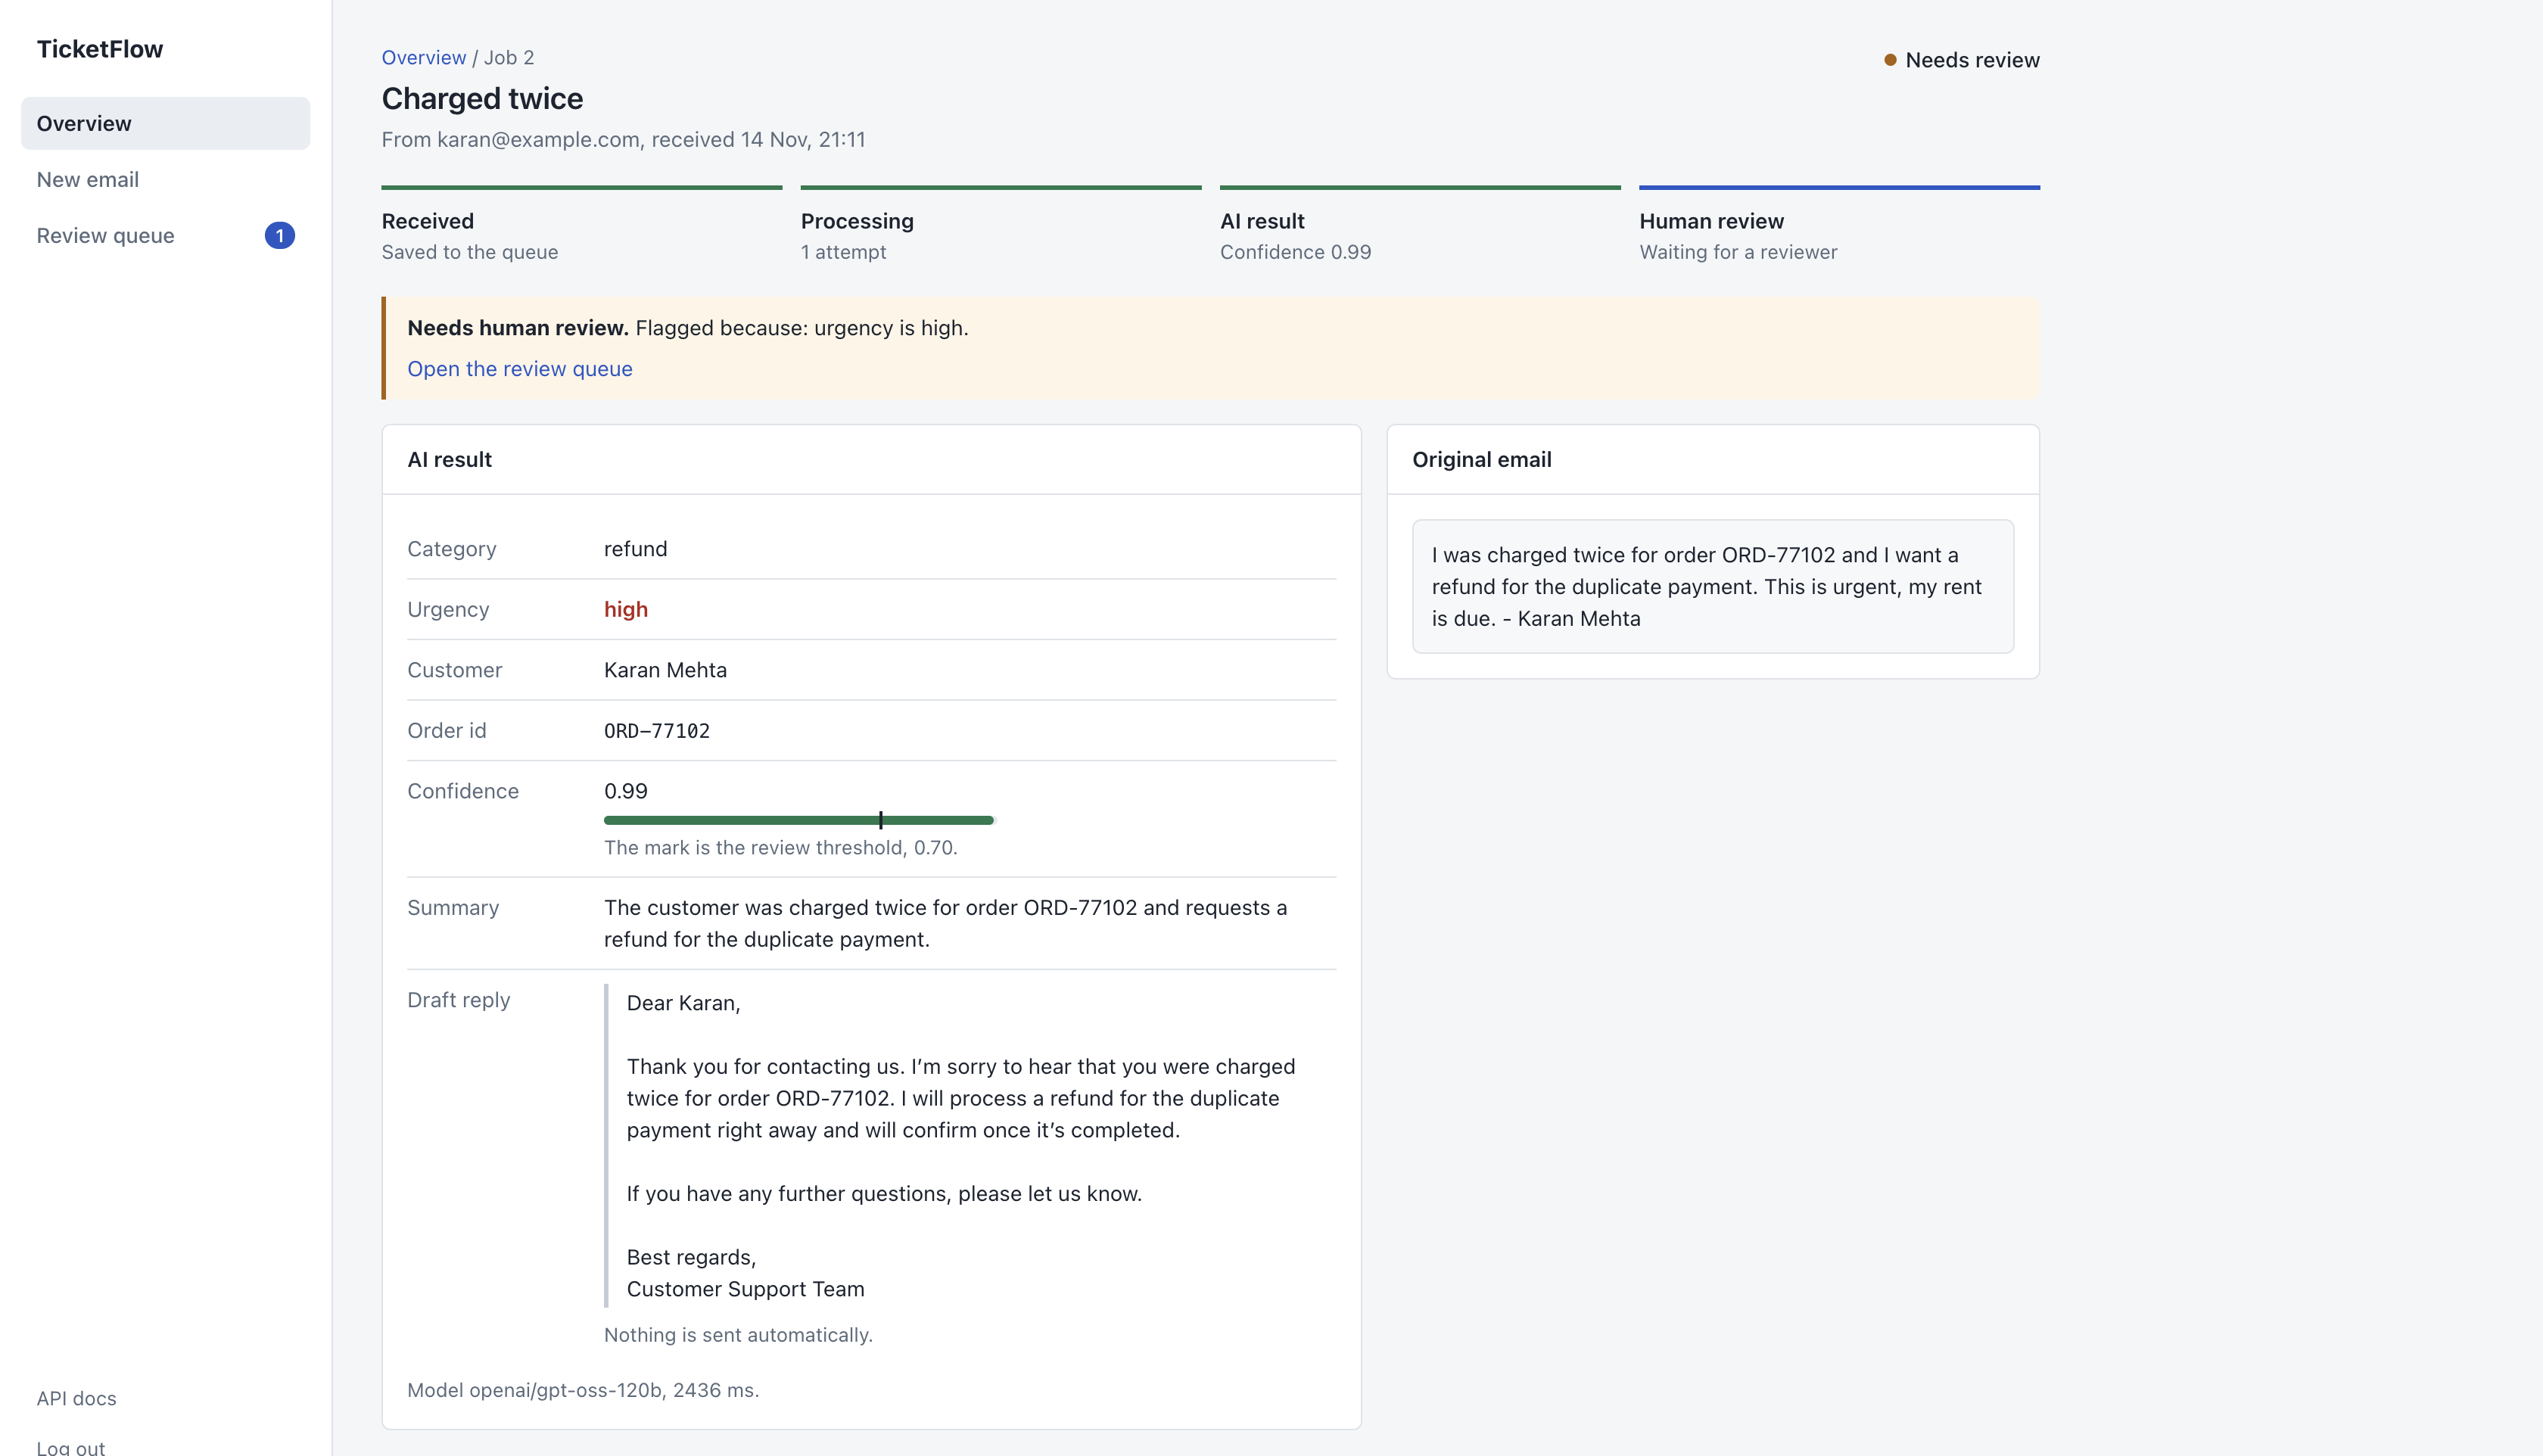 TicketFlow
Overview
New email
Review queue 1
API docs
Log out
Overview / Job 2
Needs review
Charged twice
From karan@example.com, received 14 Nov, 21:11
Received
Saved to the queue
Processing
1 attempt
AI result
Confidence 0.99
Human review
Waiting for a reviewer
Needs human review. Flagged because: urgency is high.
Open the review queue
AI result
Category refund
Urgency high
Customer Karan Mehta
Order id ORD-77102
Confidence 0.99
The mark is the review threshold, 0.70.
Summary The customer was charged twice for order ORD-77102 and requests a
refund for the duplicate payment.
Draft reply Dear Karan,
Thank you for contacting us. I’m sorry to hear that you were charged
twice for order ORD-77102. I will process a refund for the duplicate
payment right away and will confirm once it’s completed.
If you have any further questions, please let us know.
Best regards,
Customer Support Team
Nothing is sent automatically.
Model openai/gpt-oss-120b, 2436 ms.
Original email
I was charged twice for order ORD-77102 and I want a
refund for the duplicate payment. This is urgent, my rent
is due. - Karan Mehta